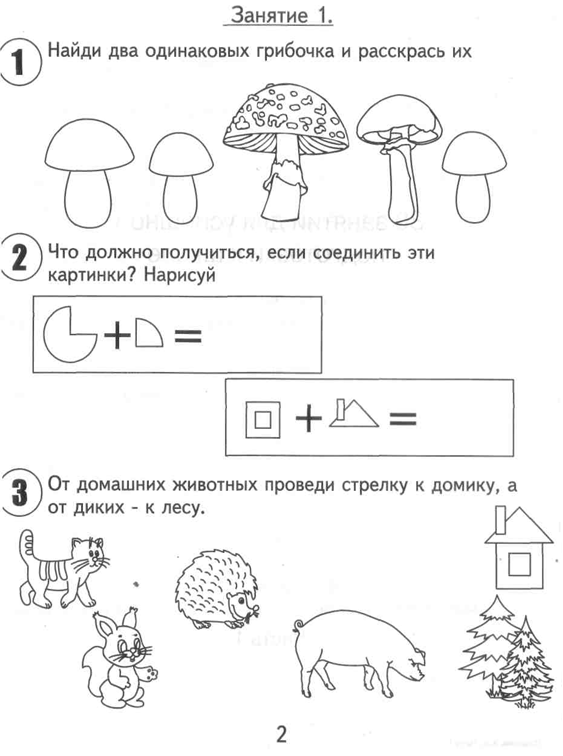 Занятие 1.
1 Найди два одинаковых грибочка и расскрась их
2 Что должно получиться, если соединить эти
картинки? Нарисуй
+ =
+ =
3 От домашних животных проведи стрелку к домику, а
от диких - к лесу.
2